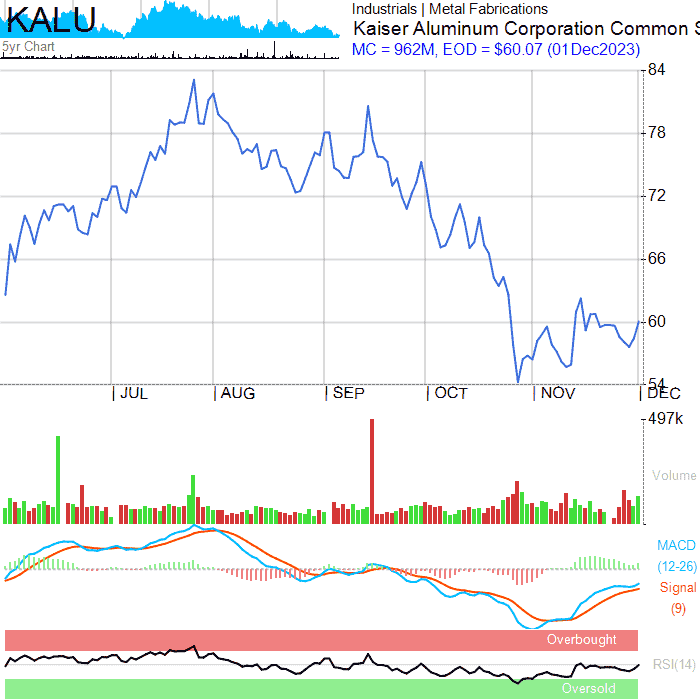 KALU
5yr Chart
Industrials | Metal Fabrications
Kaiser Aluminum Corporation Common S
MC = 962M, EOD = $60.07 (01Dec2023)
84
78
72
66
60
54
JUL AUG SEP OCT NOV DEC
497k
Volume
MACD
(12-26)
Signal
(9)
Overbought
RSI(14)
Oversold